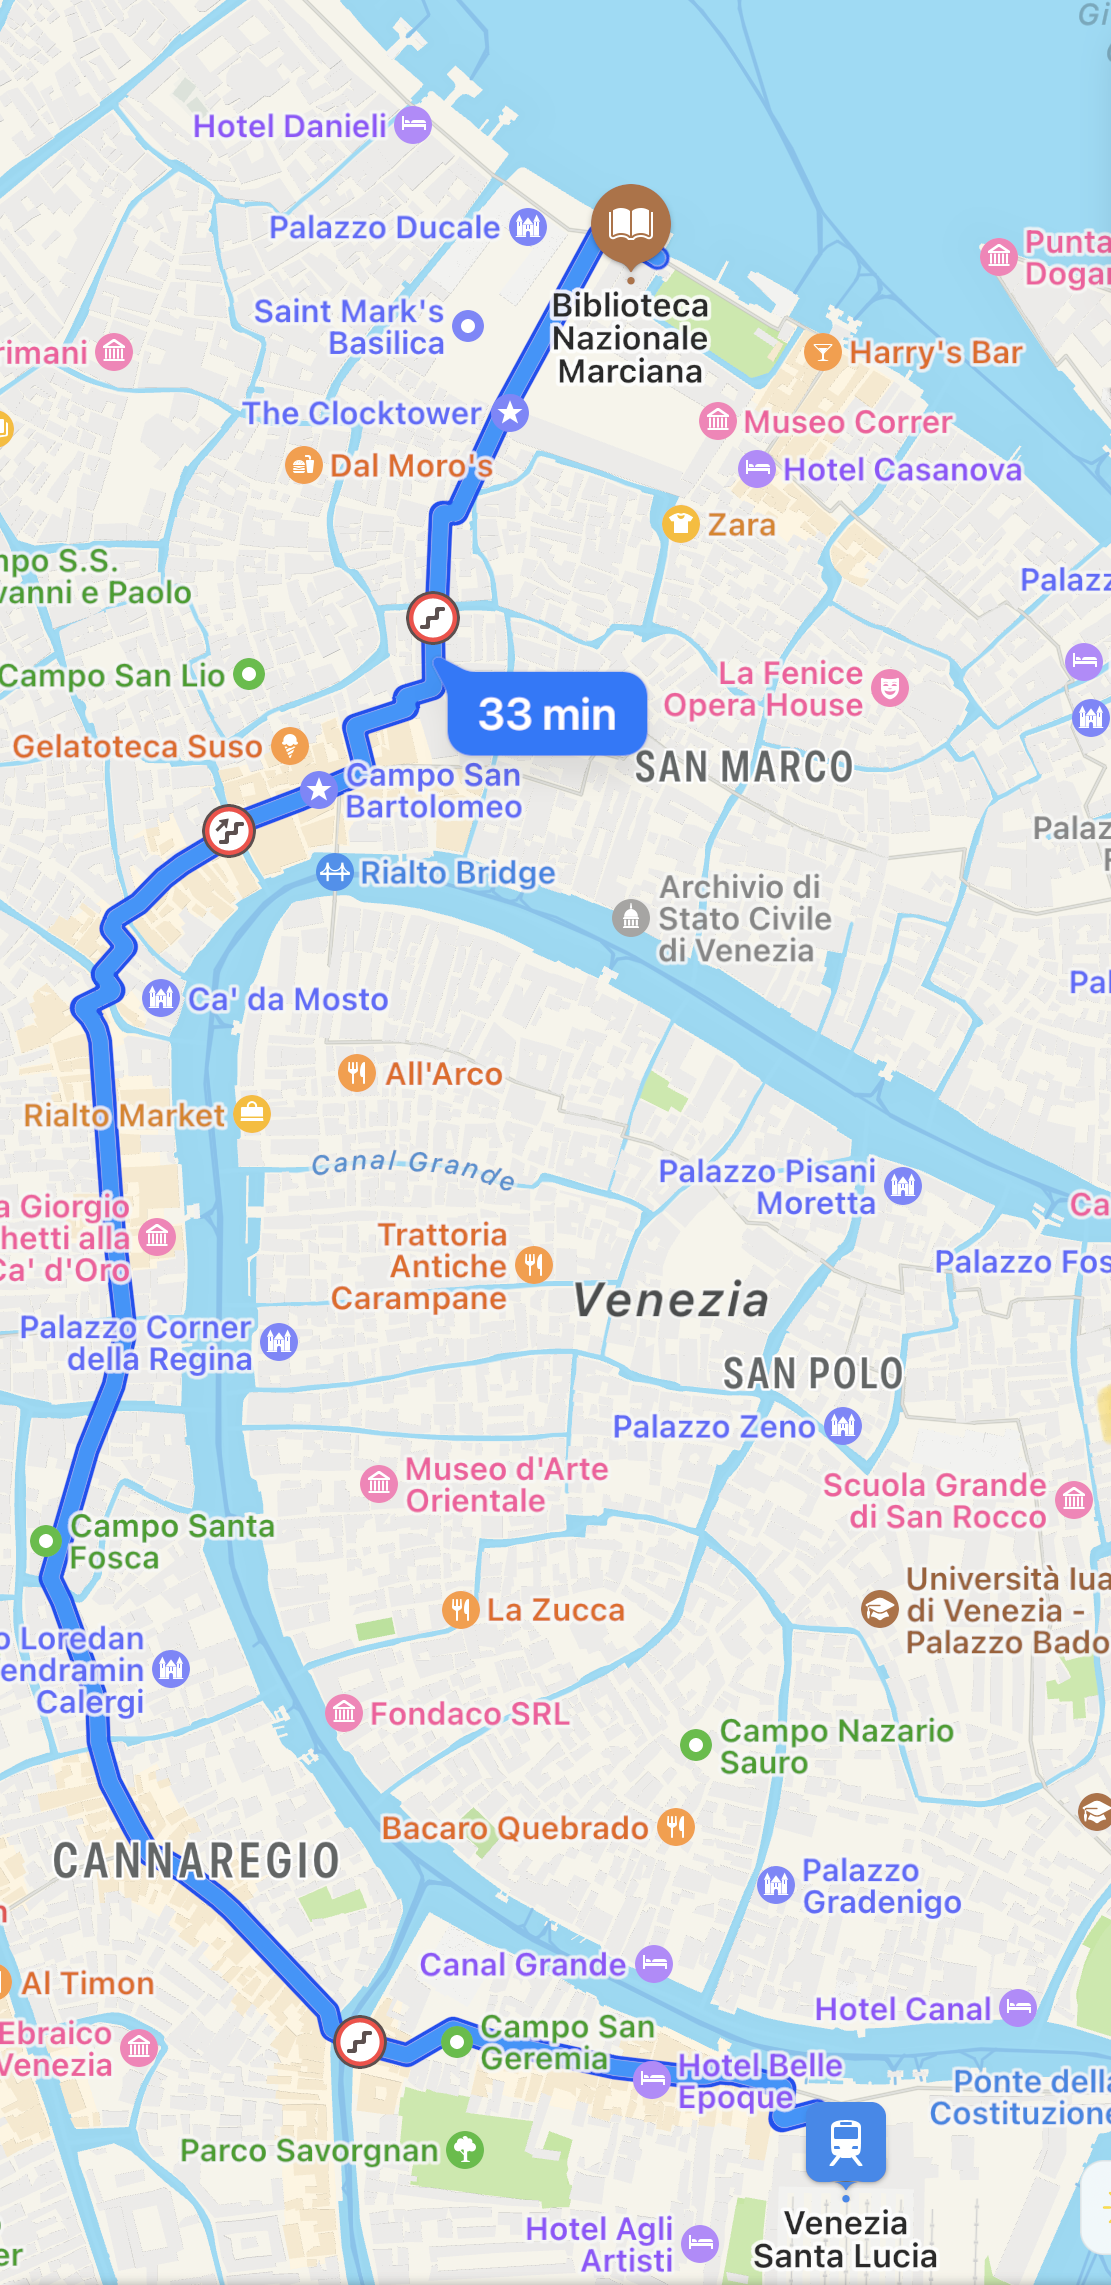 Gi
Hotel Danieli
Palazzo Ducale
Punta
Dogan
Biblioteca
Nazionale
Marciana
Saint Mark's
Basilica
rimani
Harry's Bar
The Clocktower
Museo Correr
Dal Moro's
Hotel Casanova
Zara
mpo S.S.
vanni e Paolo
Palazz
Campo San Lio
La Fenice
Opera House
33 min
Gelatoteca Suso
SAN MARCO
Campo San
Bartolomeo
Palaz
Rialto Bridge
Archivio di
Stato Civile
di Venezia
Pal
Ca' da Mosto
All'Arco
Rialto Market
Canal Grande
Palazzo Pisani
Moretta
a Giorgio
hetti alla
Ca' d'Oro
Ca
Trattoria
Antiche
Carampane
Palazzo Fos
Venezia
Palazzo Corner
della Regina
SAN POLO
Palazzo Zeno
Museo d'Arte
Orientale
Scuola Grande
di San Rocco
Campo Santa
Fosca
Università Iua
di Venezia -
Palazzo Bado
La Zucca
o Loredan
endramin
Calergi
Fondaco SRL
Campo Nazario
Sauro
Bacaro Quebrado
CANNAREGIO
Palazzo
Gradenigo
Canal Grande
Al Timon
Hotel Canal
Ebraico
Venezia
Campo San
Geremia
Hotel Belle
Epoque
Ponte della
Costituzione
Parco Savorgnan
Venezia
Santa Lucia
Hotel Agli
Artisti
er